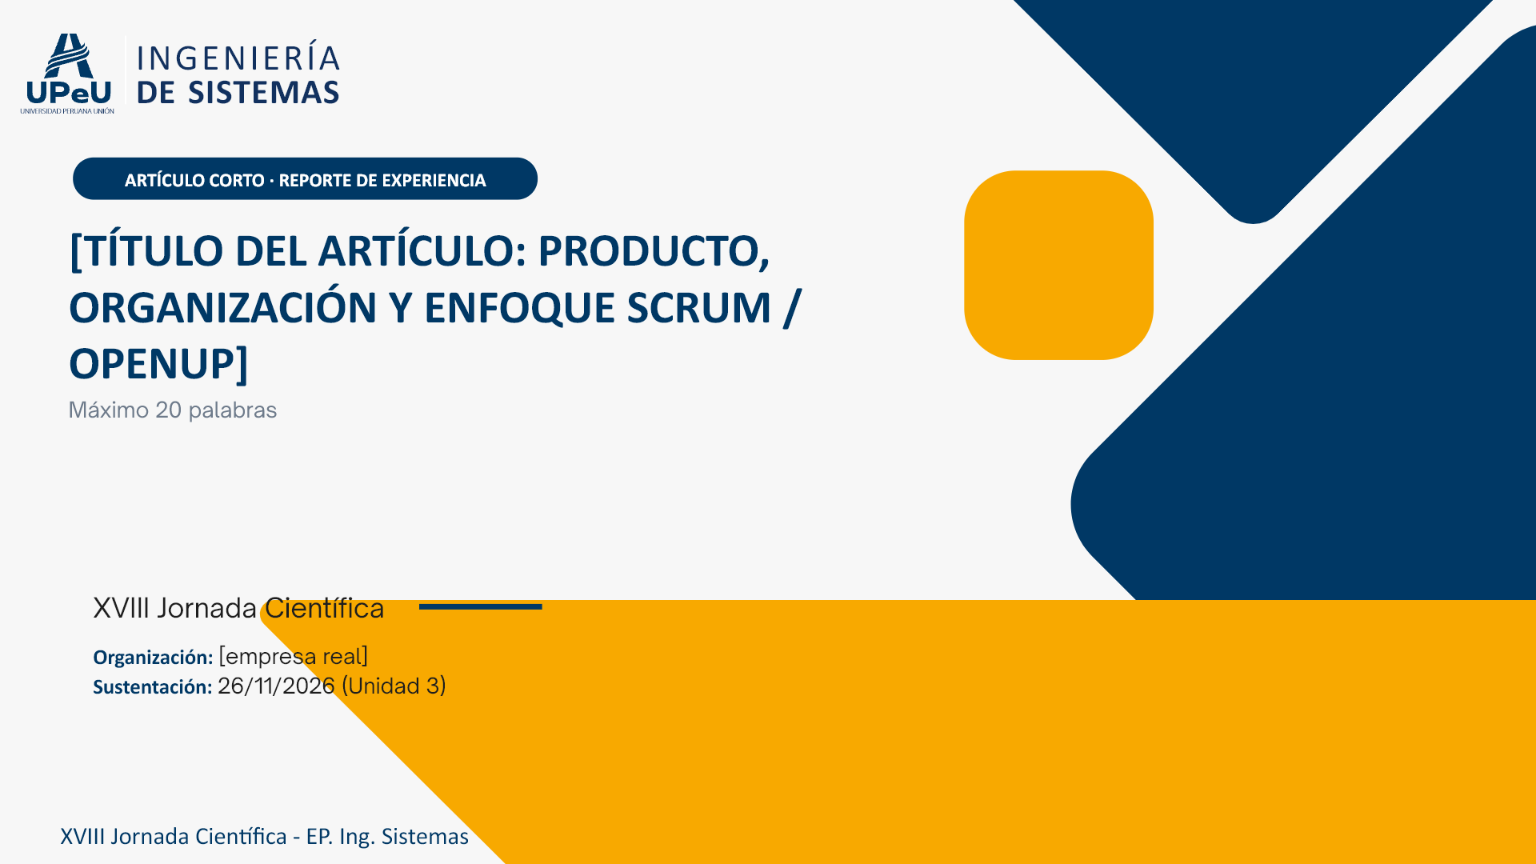 UPeU
UNIVERSIDAD PERUANA UNIÓN
INGENIERÍA
DE SISTEMAS
ARTÍCULO CORTO · REPORTE DE EXPERIENCIA
[TÍTULO DEL ARTÍCULO: PRODUCTO,
ORGANIZACIÓN Y ENFOQUE SCRUM /
OPENUP]
Máximo 20 palabras
XVIII Jornada Científica
Organización: [empresa real]
Sustentación: 26/11/2026 (Unidad 3)
XVIII Jornada Científica - EP. Ing. Sistemas